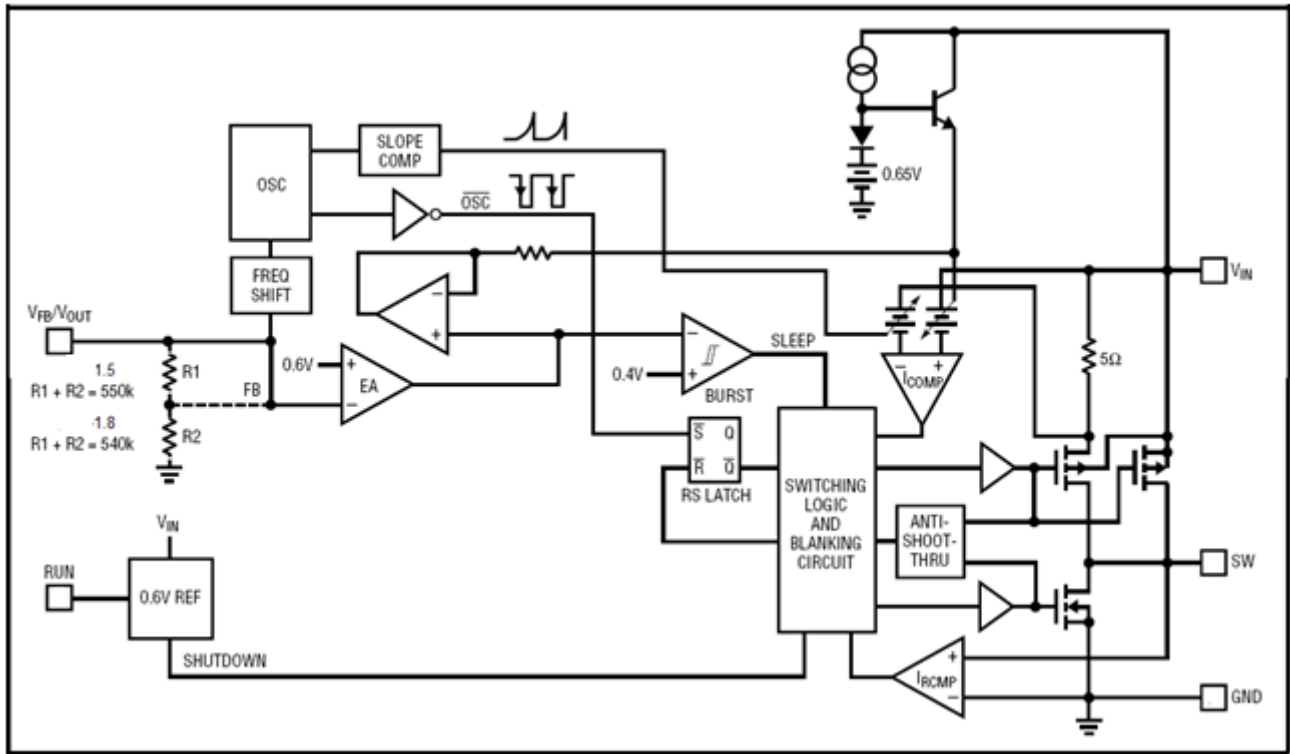 0.65V
SLOPE
COMP
OSC
OSC
FREQ
SHIFT
VIN
VFB/VOUT
SLEEP
5Ω
0.6V
+
EA
−
−
+
−
0.4V
+
BURST
−
+
ICOMP
R1
1.5
R1 + R2 = 550k
FB
1.8
R1 + R2 = 540k
R2
S
Q
R
Q
RS LATCH
SWITCHING
LOGIC
AND
BLANKING
CIRCUIT
ANTI-
SHOOT-
THRU
SW
VIN
RUN
0.6V REF
SHUTDOWN
+
IRCMP
−
GND